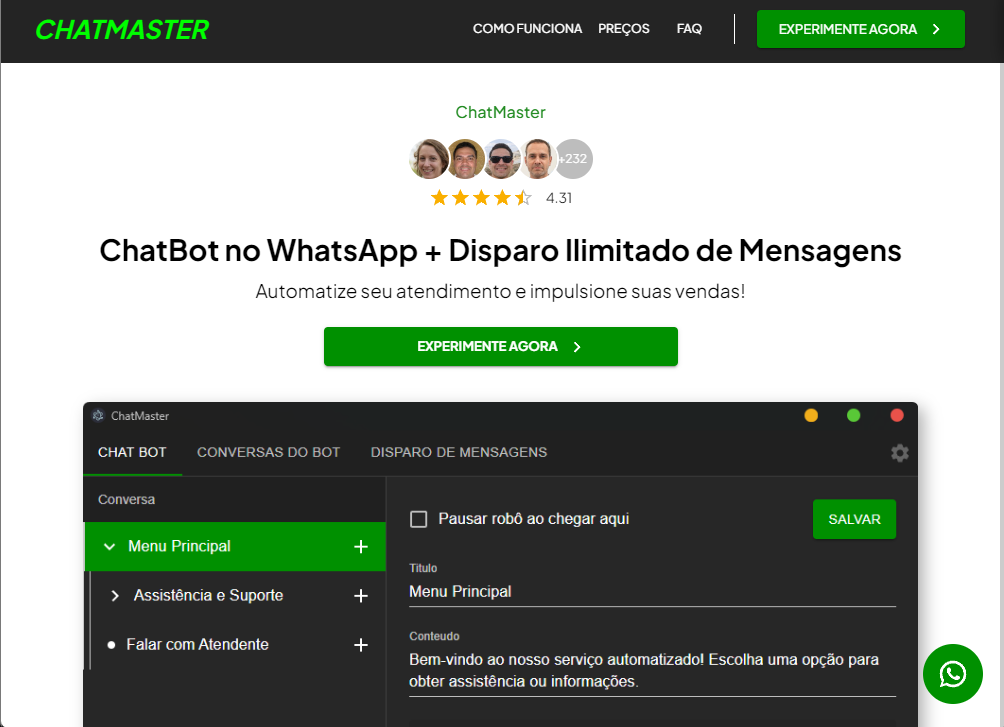 CHATMASTER
COMO FUNCIONA PREÇOS FAQ EXPERIMENTE AGORA
ChatMaster
+232
4.31
ChatBot no WhatsApp + Disparo Ilimitado de Mensagens
Automatize seu atendimento e impulsione suas vendas!
EXPERIMENTE AGORA
ChatMaster
CHAT BOT CONVERSAS DO BOT DISPARO DE MENSAGENS
Conversa
Menu Principal
Assistência e Suporte
Falar com Atendente
Pausar robô ao chegar aqui
SALVAR
Título
Menu Principal
Conteudo
Bem-vindo ao nosso serviço automatizado! Escolha uma opção para
obter assistência ou informações.